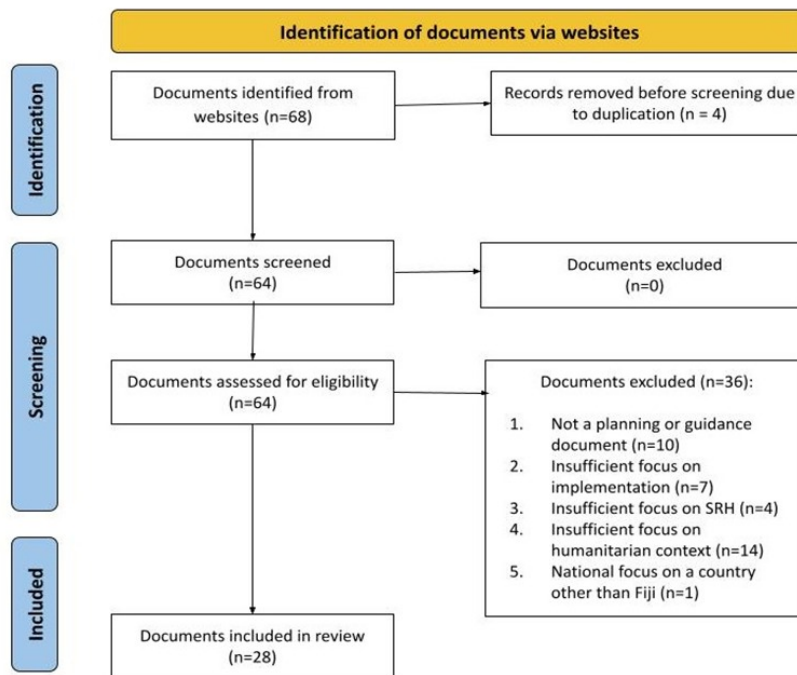 Identification of documents via websites
Identification
Documents identified from
websites (n=68)
Records removed before screening due
to duplication (n = 4)
Screening
Documents screened
(n=64)
Documents excluded
(n=0)
Documents assessed for eligibility
(n=64)
Documents excluded (n=36):
1. Not a planning or guidance
document (n=10)
2. Insufficient focus on
implementation (n=7)
3. Insufficient focus on SRH (n=4)
4. Insufficient focus on
humanitarian context (n=14)
5. National focus on a country
other than Fiji (n=1)
Included
Documents included in review
(n=28)